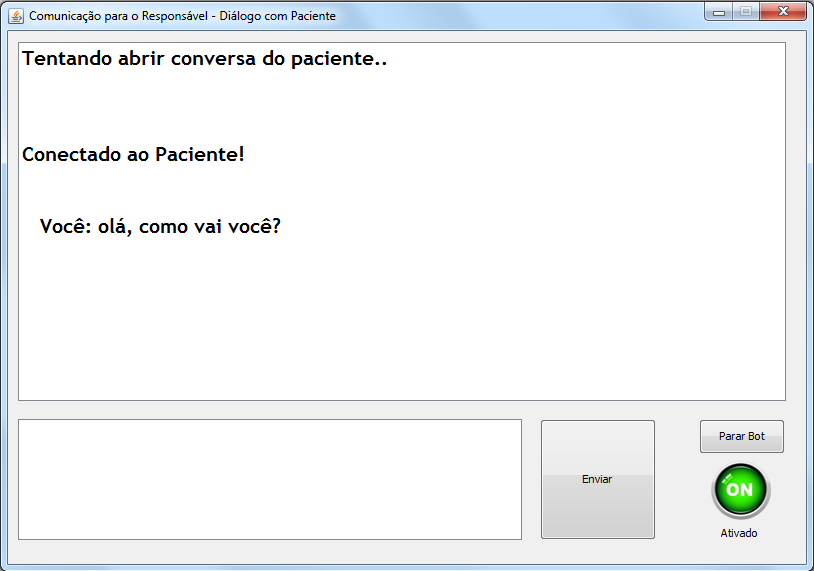 Comunicação para o Responsável - Diálogo com Paciente
Tentando abrir conversa do paciente..
Conectado ao Paciente!
Você: olá, como vai você?
Enviar
Parar Bot
ON
Ativado